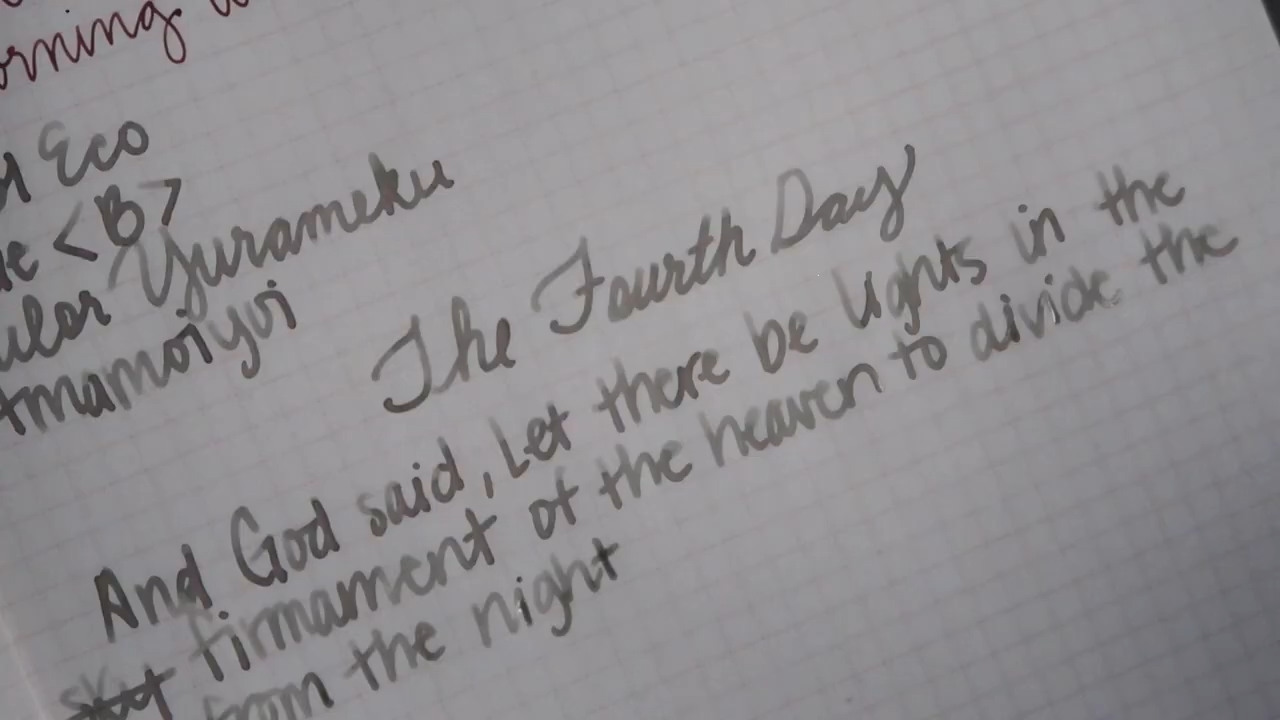 Eco
<B>
Yurameku
Amamoiyoi
The Fourth Day
And God said, Let there be lights in the
firmament of the heaven to divide the
from the night